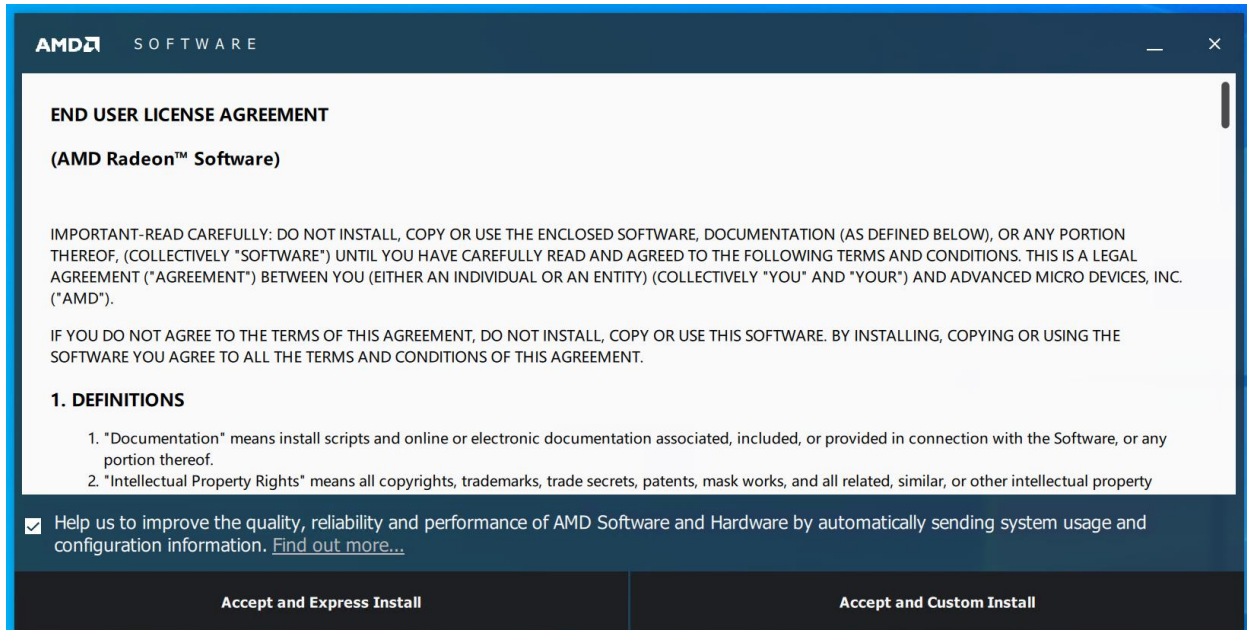 AMD SOFTWARE
END USER LICENSE AGREEMENT
(AMD Radeon™ Software)
IMPORTANT-READ CAREFULLY: DO NOT INSTALL, COPY OR USE THE ENCLOSED SOFTWARE, DOCUMENTATION (AS DEFINED BELOW), OR ANY PORTION
THEREOF, (COLLECTIVELY "SOFTWARE") UNTIL YOU HAVE CAREFULLY READ AND AGREED TO THE FOLLOWING TERMS AND CONDITIONS. THIS IS A LEGAL
AGREEMENT ("AGREEMENT") BETWEEN YOU (EITHER AN INDIVIDUAL OR AN ENTITY) (COLLECTIVELY "YOU" AND "YOUR") AND ADVANCED MICRO DEVICES, INC.
("AMD").
IF YOU DO NOT AGREE TO THE TERMS OF THIS AGREEMENT, DO NOT INSTALL, COPY OR USE THIS SOFTWARE. BY INSTALLING, COPYING OR USING THE
SOFTWARE YOU AGREE TO ALL THE TERMS AND CONDITIONS OF THIS AGREEMENT.
1. DEFINITIONS
1. "Documentation" means install scripts and online or electronic documentation associated, included, or provided in connection with the Software, or any
portion thereof.
2. "Intellectual Property Rights" means all copyrights, trademarks, trade secrets, patents, mask works, and all related, similar, or other intellectual property
Help us to improve the quality, reliability and performance of AMD Software and Hardware by automatically sending system usage and
configuration information. Find out more...
Accept and Express Install
Accept and Custom Install